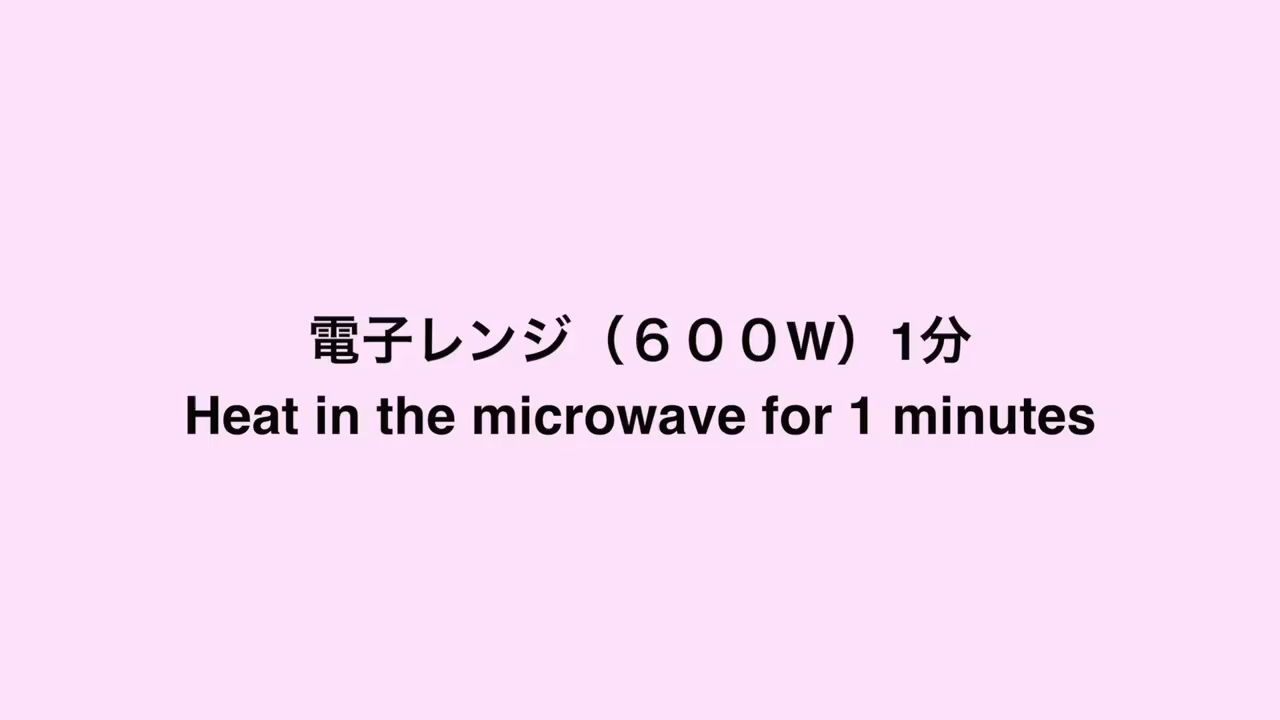 電子レンジ（６００W）1分
Heat in the microwave for 1 minutes